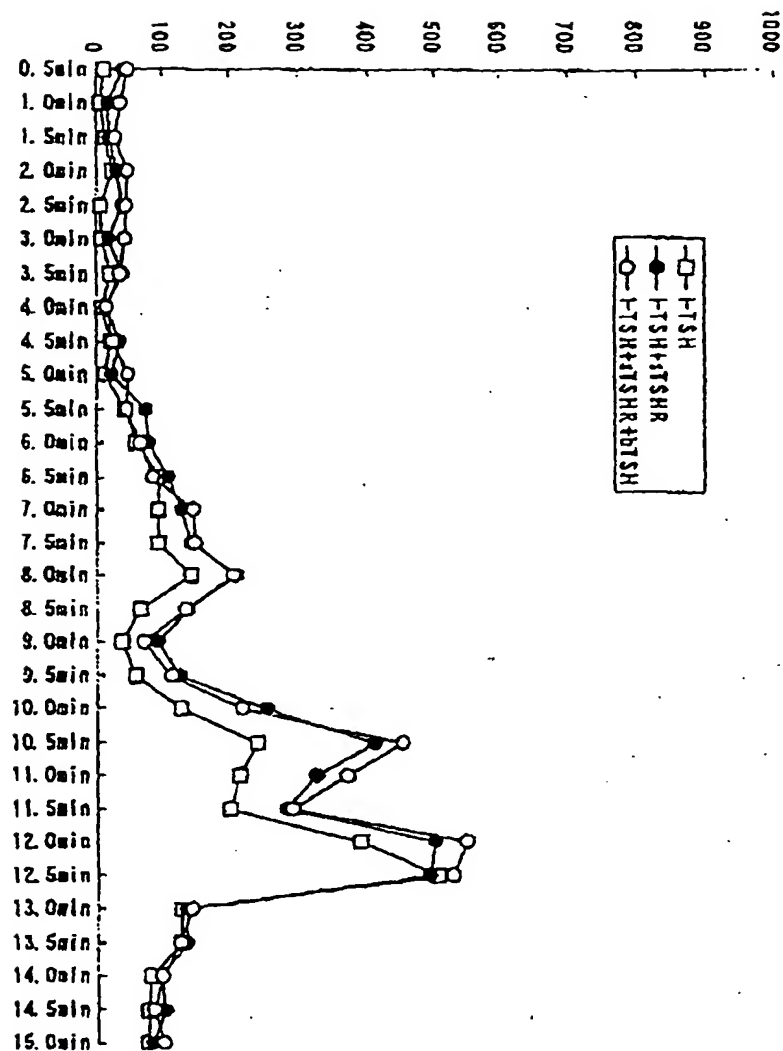 0
100
200
300
400
500
600
700
800
900
1000
I-TSH
I-TSH+sTSHR
I-TSH+sTSHR+bTSH
0. 5min
1. 0min
1. 5min
2. 0min
2. 5min
3. 0min
3. 5min
4. 0min
4. 5min
5. 0min
5. 5min
6. 0min
6. 5min
7. 0min
7. 5min
8. 0min
8. 5min
9. 0min
9. 5min
10. 0min
10. 5min
11. 0min
11. 5min
12. 0min
12. 5min
13. 0min
13. 5min
14. 0min
14. 5min
15. 0min